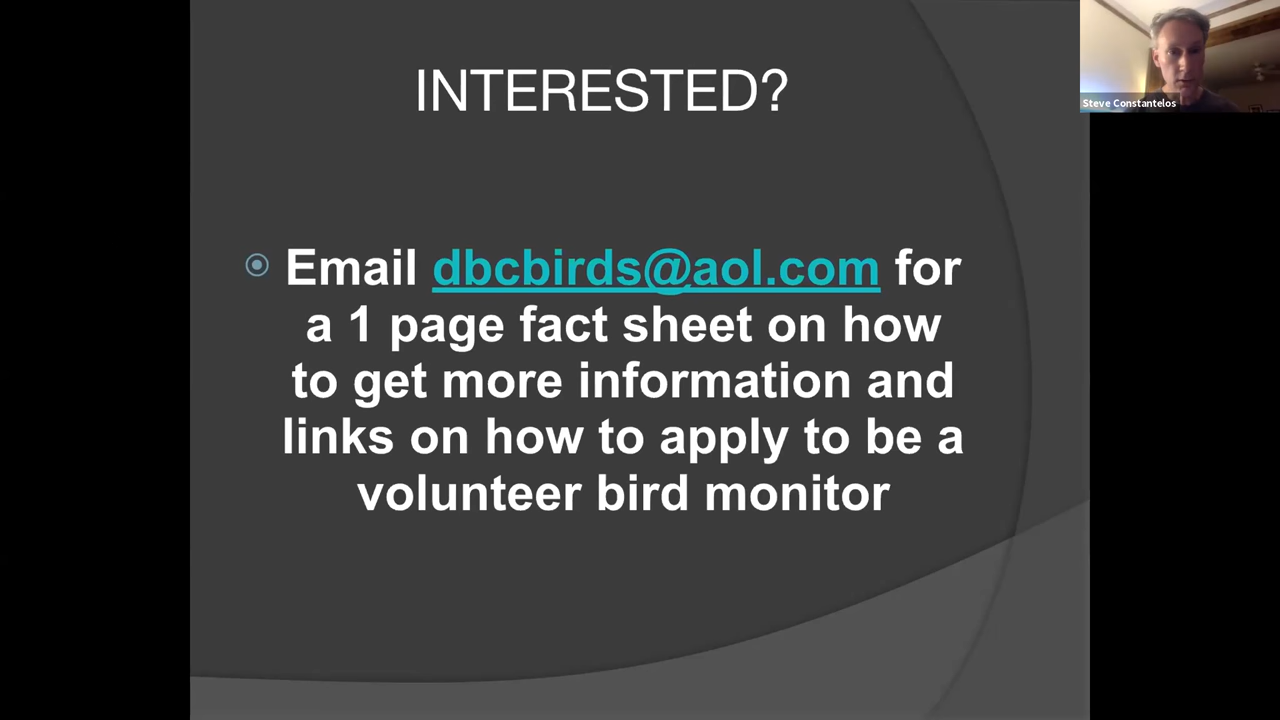 INTERESTED?
Steve Constantelos
Email dbcbirds@aol.com for
a 1 page fact sheet on how
to get more information and
links on how to apply to be a
volunteer bird monitor